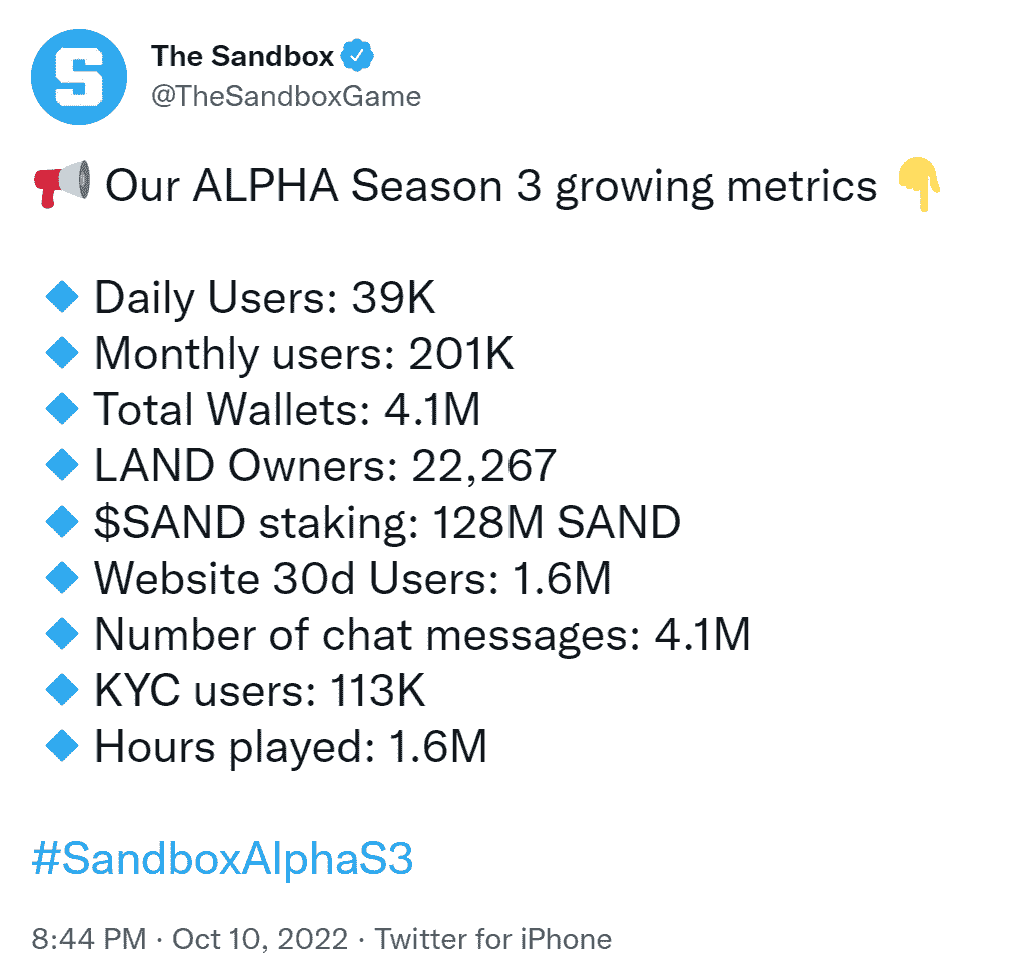 The Sandbox
@TheSandboxGame
📢 Our ALPHA Season 3 growing metrics 👇
🔹 Daily Users: 39K
🔹 Monthly users: 201K
🔹 Total Wallets: 4.1M
🔹 LAND Owners: 22,267
🔹 $SAND staking: 128M SAND
🔹 Website 30d Users: 1.6M
🔹 Number of chat messages: 4.1M
🔹 KYC users: 113K
🔹 Hours played: 1.6M
#SandboxAlphaS3
8:44 PM · Oct 10, 2022 · Twitter for iPhone